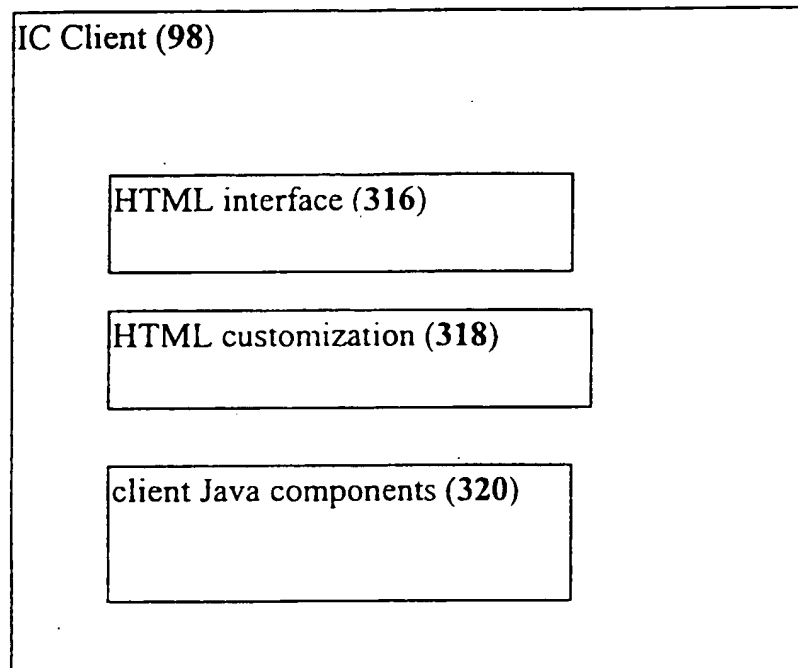 IC Client (98)
HTML interface (316)
HTML customization (318)
client Java components (320)